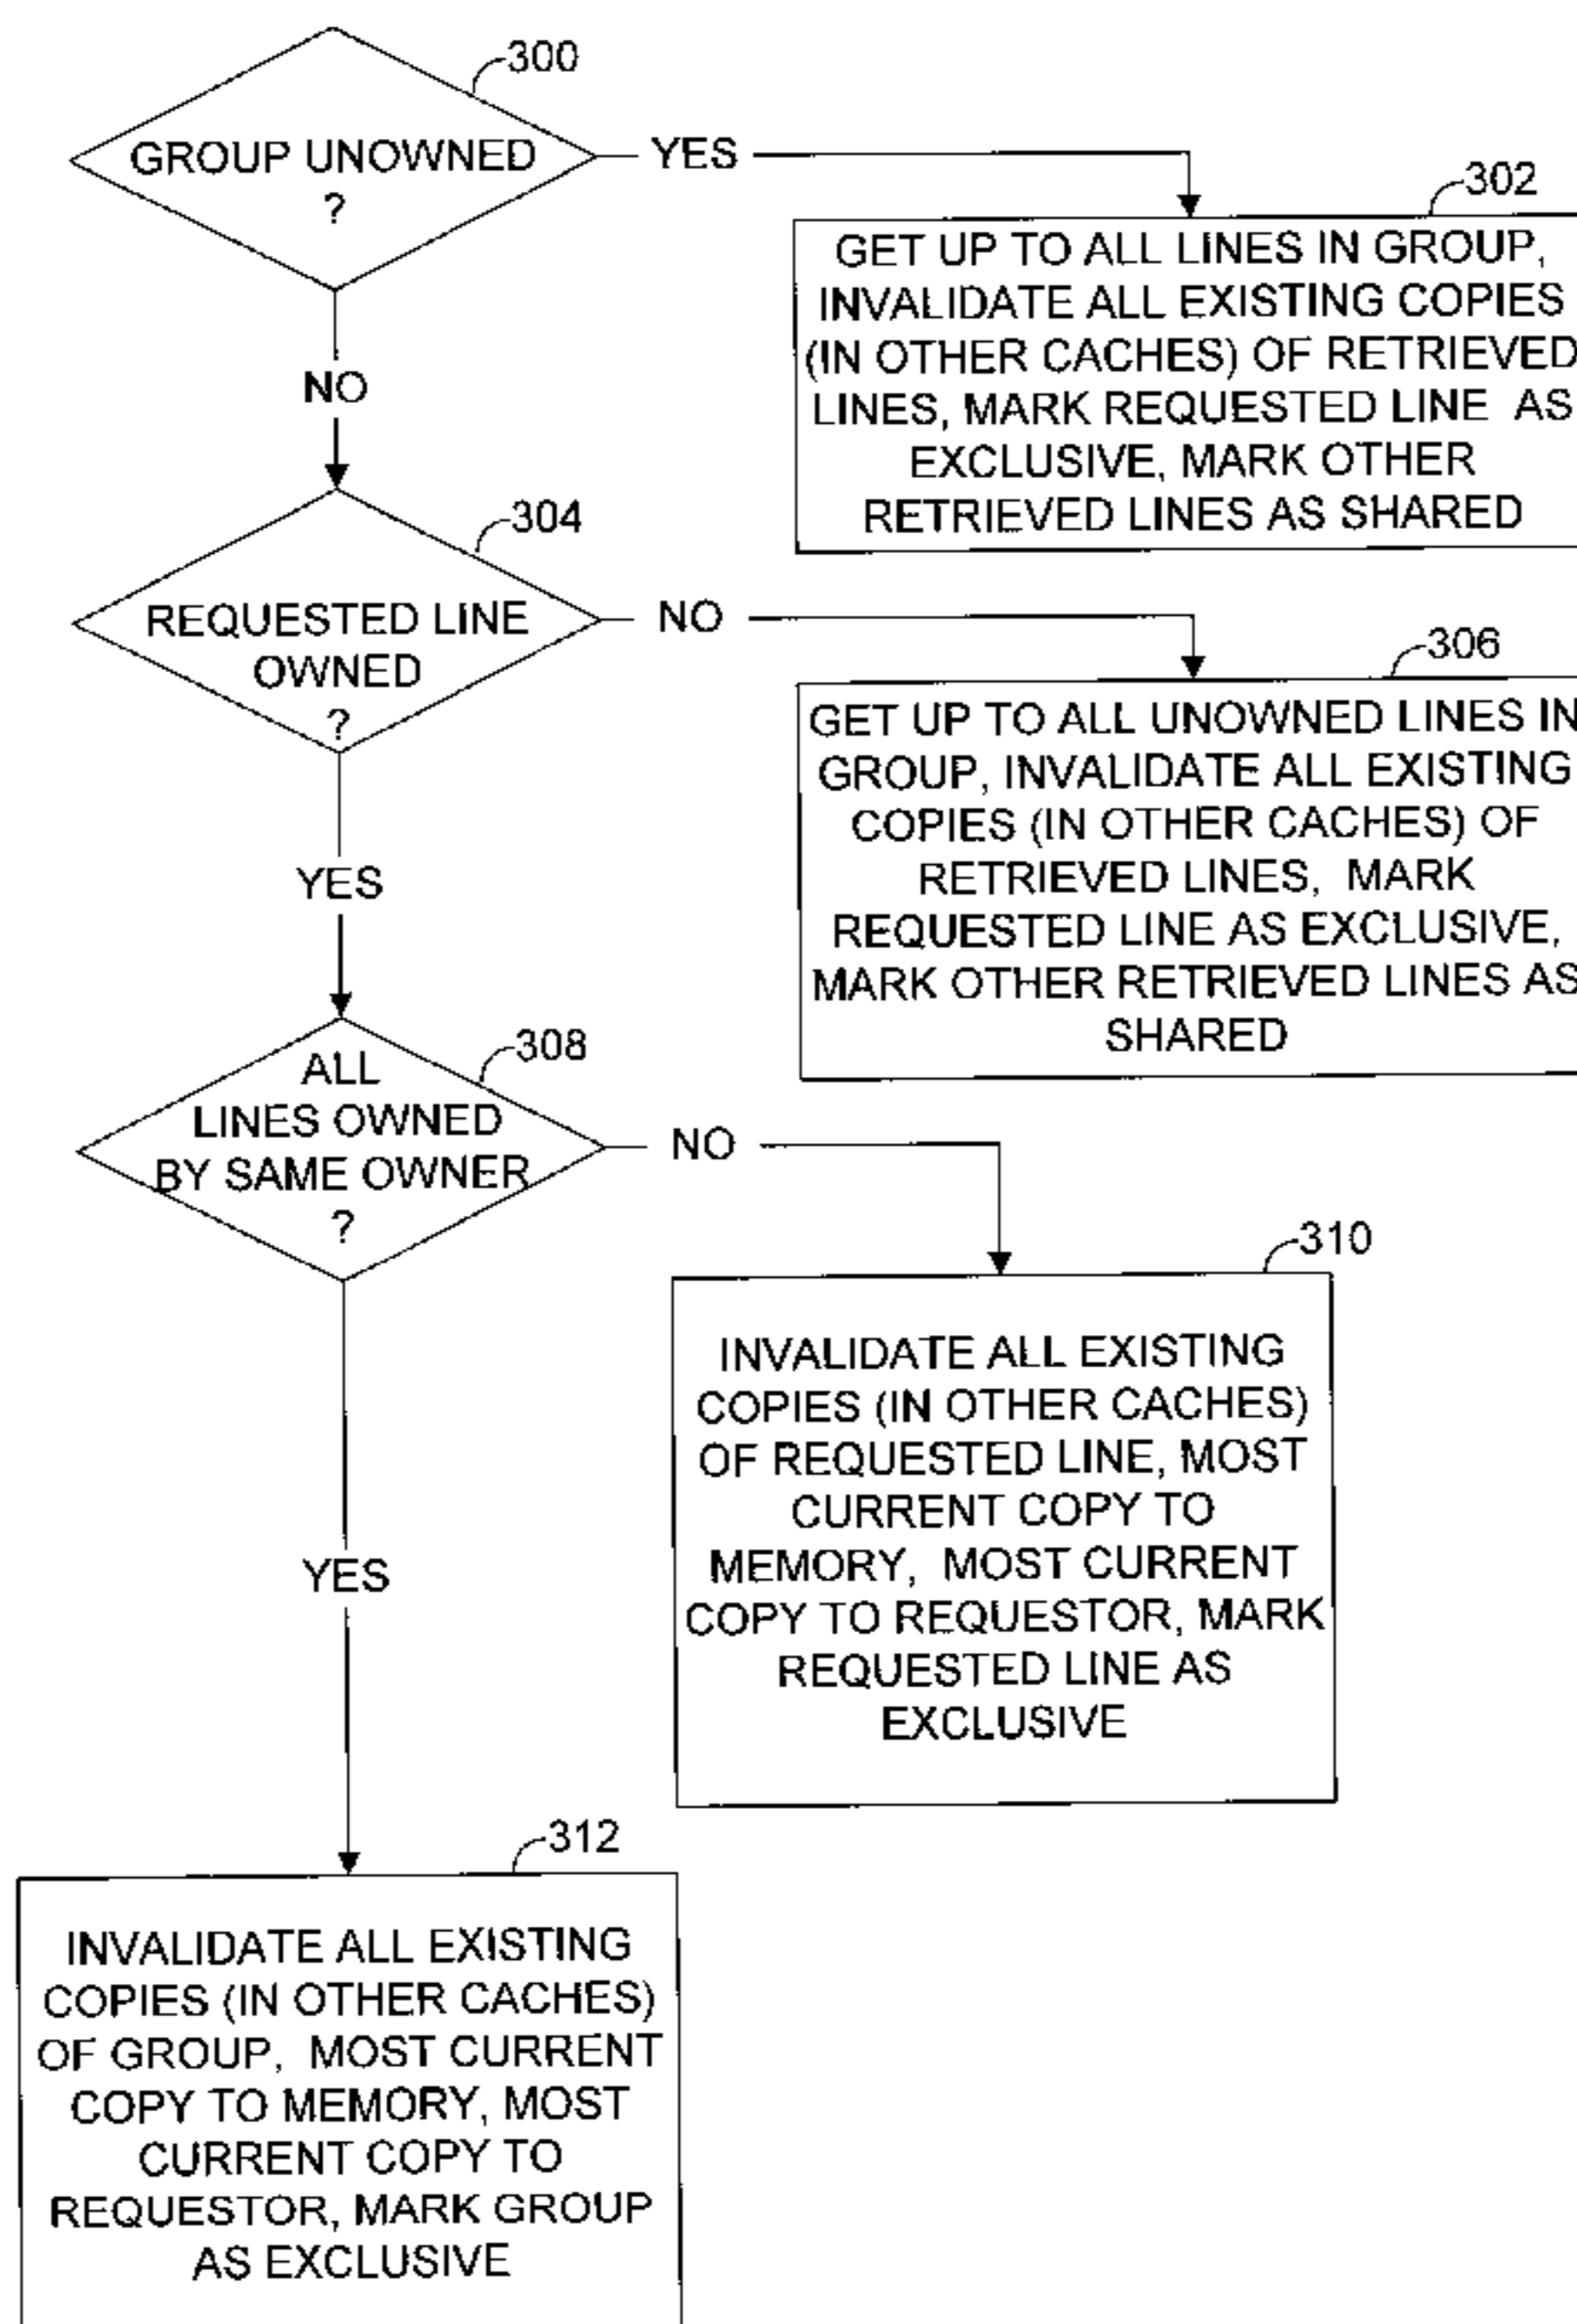 300
GROUP UNOWNED
?
YES
302
GET UP TO ALL LINES IN GROUP,
INVALIDATE ALL EXISTING COPIES
(IN OTHER CACHES) OF RETRIEVED
LINES, MARK REQUESTED LINE AS
EXCLUSIVE, MARK OTHER
RETRIEVED LINES AS SHARED
NO
304
REQUESTED LINE
OWNED
?
NO
306
GET UP TO ALL UNOWNED LINES IN
GROUP, INVALIDATE ALL EXISTING
COPIES (IN OTHER CACHES) OF
RETRIEVED LINES, MARK
REQUESTED LINE AS EXCLUSIVE,
MARK OTHER RETRIEVED LINES AS
SHARED
YES
308
ALL
LINES OWNED
BY SAME OWNER
?
NO
310
INVALIDATE ALL EXISTING
COPIES (IN OTHER CACHES)
OF REQUESTED LINE, MOST
CURRENT COPY TO
MEMORY, MOST CURRENT
COPY TO REQUESTOR, MARK
REQUESTED LINE AS
EXCLUSIVE
YES
312
INVALIDATE ALL EXISTING
COPIES (IN OTHER CACHES)
OF GROUP, MOST CURRENT
COPY TO MEMORY, MOST
CURRENT COPY TO
REQUESTOR, MARK GROUP
AS EXCLUSIVE